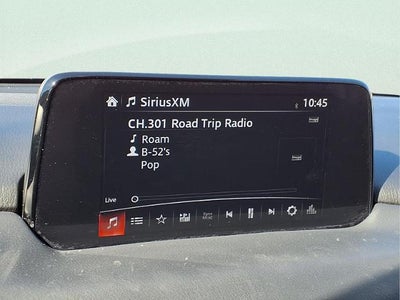 SiriusXM 10:45
CH.301 Road Trip Radio
Roam
B-52's
Pop
Live